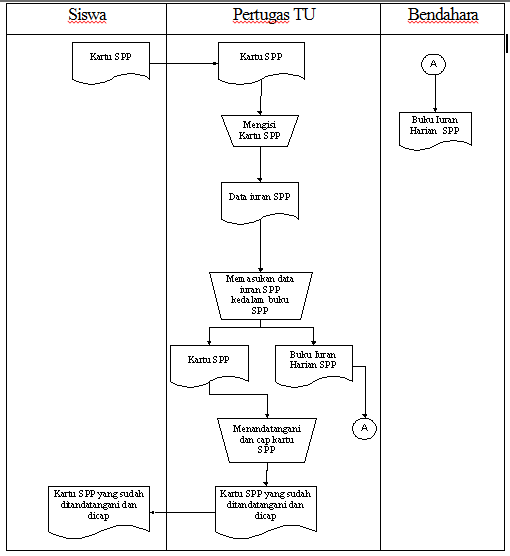 Siswa
Pertugas TU
Bendahara
Kartu SPP
Kartu SPP
A
Buku Iuran
Harian SPP
Mengisi
Kartu SPP
Data iuran SPP
Memasukan data
iuran SPP
kedalam buku
SPP
Kartu SPP
Buku Iuran
Harian SPP
A
Menandatangani
dan cap kartu
SPP
Kartu SPP yang sudah
ditandatangani dan
dicap
Kartu SPP yang sudah
ditandatangani dan
dicap